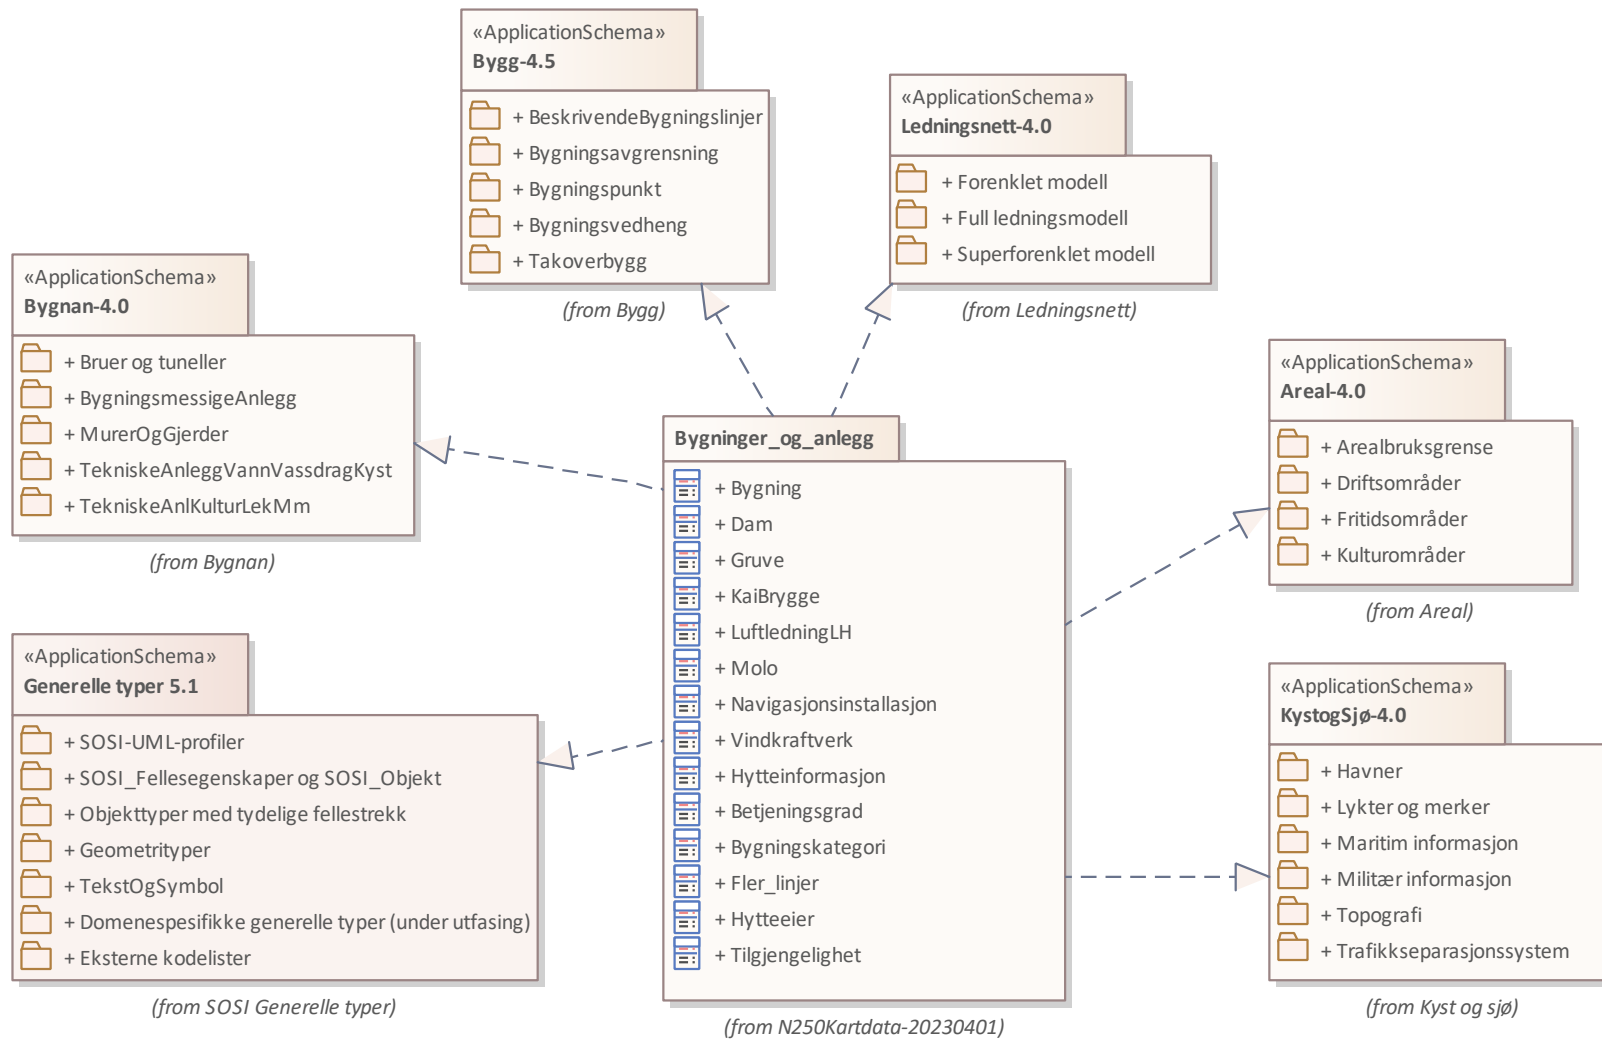 «ApplicationSchema»
Bygg-4.5
+ BeskrivendeBygningslinjer
+ Bygningsavgrensning
+ Bygningspunkt
+ Bygningsvedheng
+ Takoverbygg
(from Bygg)
«ApplicationSchema»
Ledningsnett-4.0
+ Forenklet modell
+ Full ledningsmodell
+ Superforenklet modell
(from Ledningsnett)
«ApplicationSchema»
Bygnan-4.0
+ Bruer og tuneller
+ BygningsmessigeAnlegg
+ MurerOgGjerder
+ TekniskeAnleggVannVassdragKyst
+ TekniskeAnlKulturLekMm
(from Bygnan)
«ApplicationSchema»
Areal-4.0
+ Arealbruksgrense
+ Driftsområder
+ Fritidsområder
+ Kulturområder
(from Areal)
Bygninger_og_anlegg
+ Bygning
+ Dam
+ Gruve
+ KaiBrygge
+ LuftledningLH
+ Molo
+ Navigasjonsinstallasjon
+ Vindkraftverk
+ Hytteinformasjon
+ Betjeningsgrad
+ Bygningskategori
+ Fler_linjer
+ Hytteeier
+ Tilgjengelighet
(from N250Kartdata-20230401)
«ApplicationSchema»
Generelle typer 5.1
+ SOSI-UML-profiler
+ SOSI_Fellesegenskaper og SOSI_Objekt
+ Objekttyper med tydelige fellestrekk
+ Geometrityper
+ TekstOgSymbol
+ Domenespesifikke generelle typer (under utfasing)
+ Eksterne kodelister
(from SOSI Generelle typer)
«ApplicationSchema»
KystogSjø-4.0
+ Havner
+ Lykter og merker
+ Maritim informasjon
+ Militær informasjon
+ Topografi
+ Trafikkseparasjonssystem
(from Kyst og sjø)